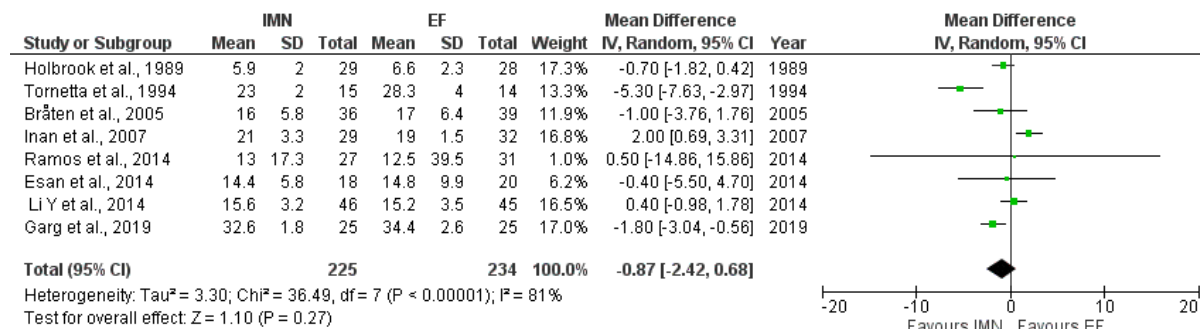 IMN EF Mean Difference Mean Difference
Study or Subgroup Mean SD Total Mean SD Total Weight IV, Random, 95% CI Year IV, Random, 95% CI
Holbrook et al., 1989 5.9 2 29 6.6 2.3 28 17.3% -0.70 [-1.82, 0.42] 1989
Tornetta et al., 1994 23 2 15 28.3 4 14 13.3% -5.30 [-7.63, -2.97] 1994
Bråten et al., 2005 16 5.8 36 17 6.4 39 11.9% -1.00 [-3.76, 1.76] 2005
Inan et al., 2007 21 3.3 29 19 1.5 32 16.8% 2.00 [0.69, 3.31] 2007
Ramos et al., 2014 13 17.3 27 12.5 39.5 31 1.0% 0.50 [-14.86, 15.86] 2014
Esan et al., 2014 14.4 5.8 18 14.8 9.9 20 6.2% -0.40 [-5.50, 4.70] 2014
Li Y et al., 2014 15.6 3.2 46 15.2 3.5 45 16.5% 0.40 [-0.98, 1.78] 2014
Garg et al., 2019 32.6 1.8 25 34.4 2.6 25 17.0% -1.80 [-3.04, -0.56] 2019
Total (95% CI) 225 234 100.0% -0.87 [-2.42, 0.68]
Heterogeneity: Tau² = 3.30; Chi² = 36.49, df = 7 (P < 0.00001); I² = 81%
Test for overall effect: Z = 1.10 (P = 0.27)
-20 -10 0 10 20
Favours IMN Favours EF